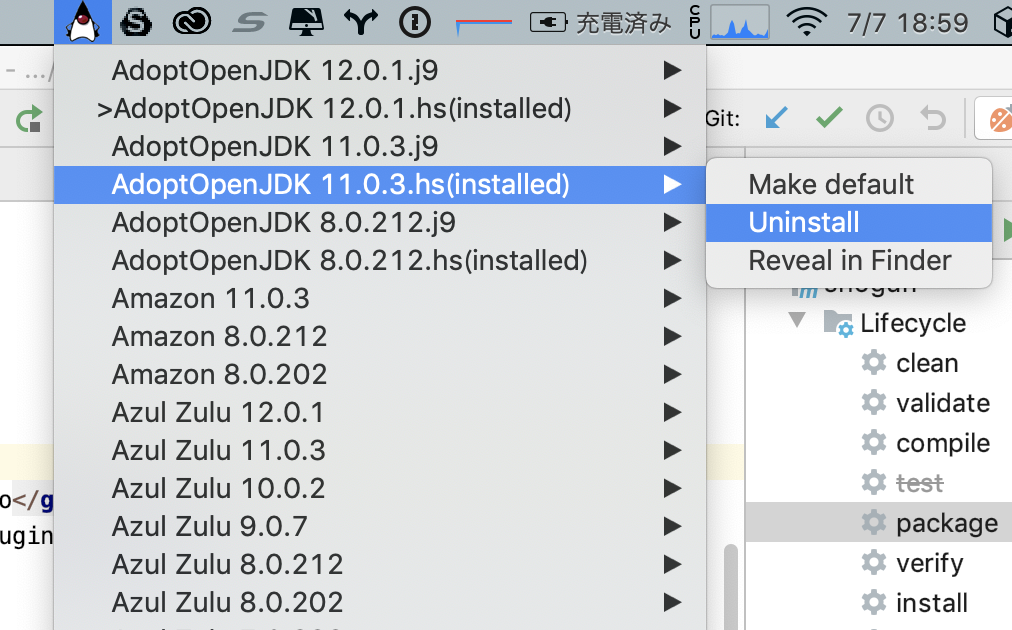 充電済み
CPU
7/7 18:59
- .../
AdoptOpenJDK 12.0.1.j9
>AdoptOpenJDK 12.0.1.hs(installed)
AdoptOpenJDK 11.0.3.j9
AdoptOpenJDK 11.0.3.hs(installed)
AdoptOpenJDK 8.0.212.j9
AdoptOpenJDK 8.0.212.hs(installed)
Amazon 11.0.3
Amazon 8.0.212
Amazon 8.0.202
Azul Zulu 12.0.1
Azul Zulu 11.0.3
Azul Zulu 10.0.2
Azul Zulu 9.0.7
Azul Zulu 8.0.212
Azul Zulu 8.0.202
Make default
Uninstall
Reveal in Finder
Git:
shogun
Lifecycle
clean
validate
compile
test
package
verify
install
o</g
ugin